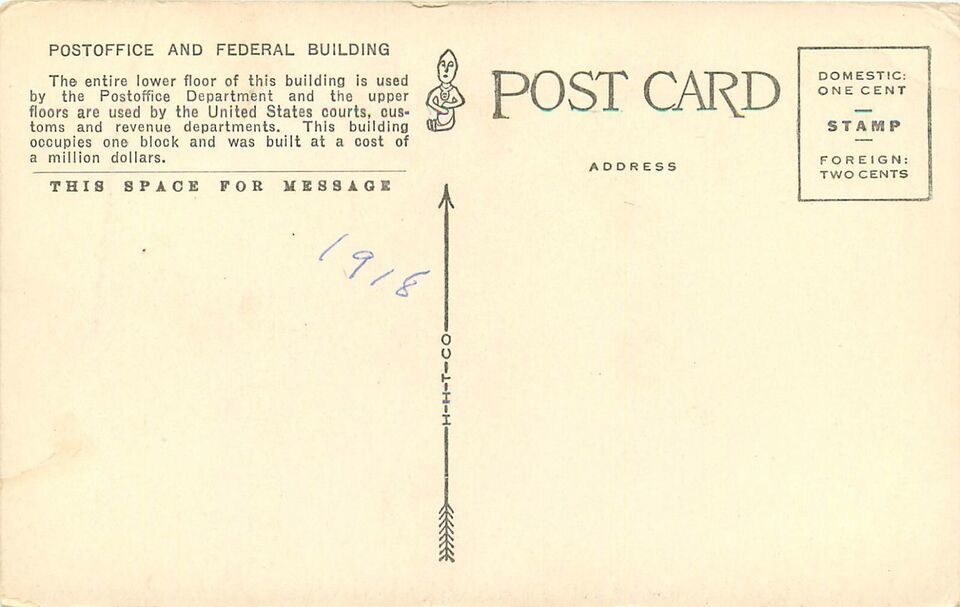 POSTOFFICE AND FEDERAL BUILDING
The entire lower floor of this building is used
by the Postoffice Department and the upper
floors are used by the United States courts, cus-
toms and revenue departments. This building
occupies one block and was built at a cost of
a million dollars.
THIS SPACE FOR MESSAGE
1918
H-H-T-CO
POST CARD
ADDRESS
DOMESTIC:
ONE CENT
STAMP
FOREIGN:
TWO CENTS